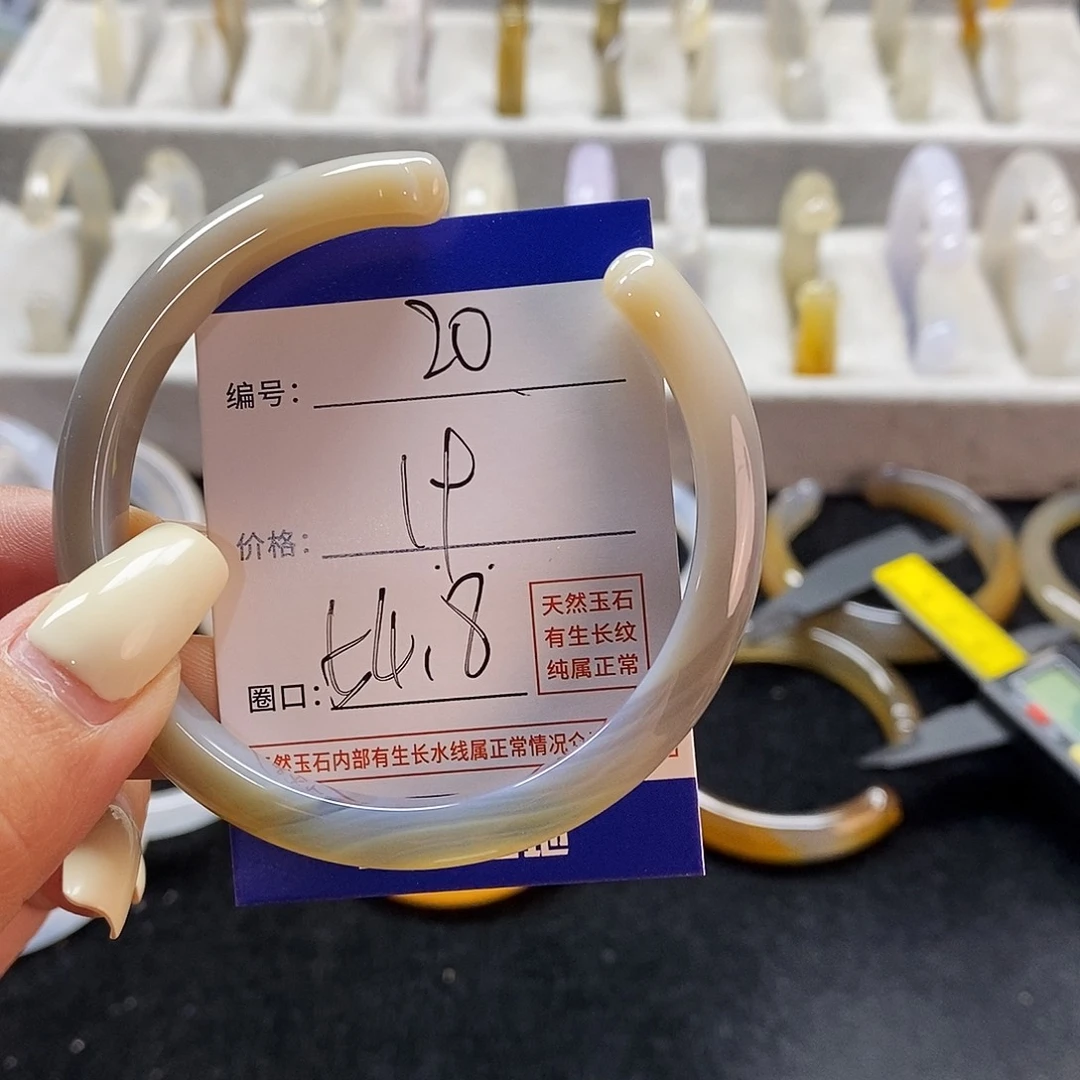 编号: 20
价格:
圈口: 54.8
天然玉石
有生长纹
纯属正常
然玉石内部有生长水线属正常情况